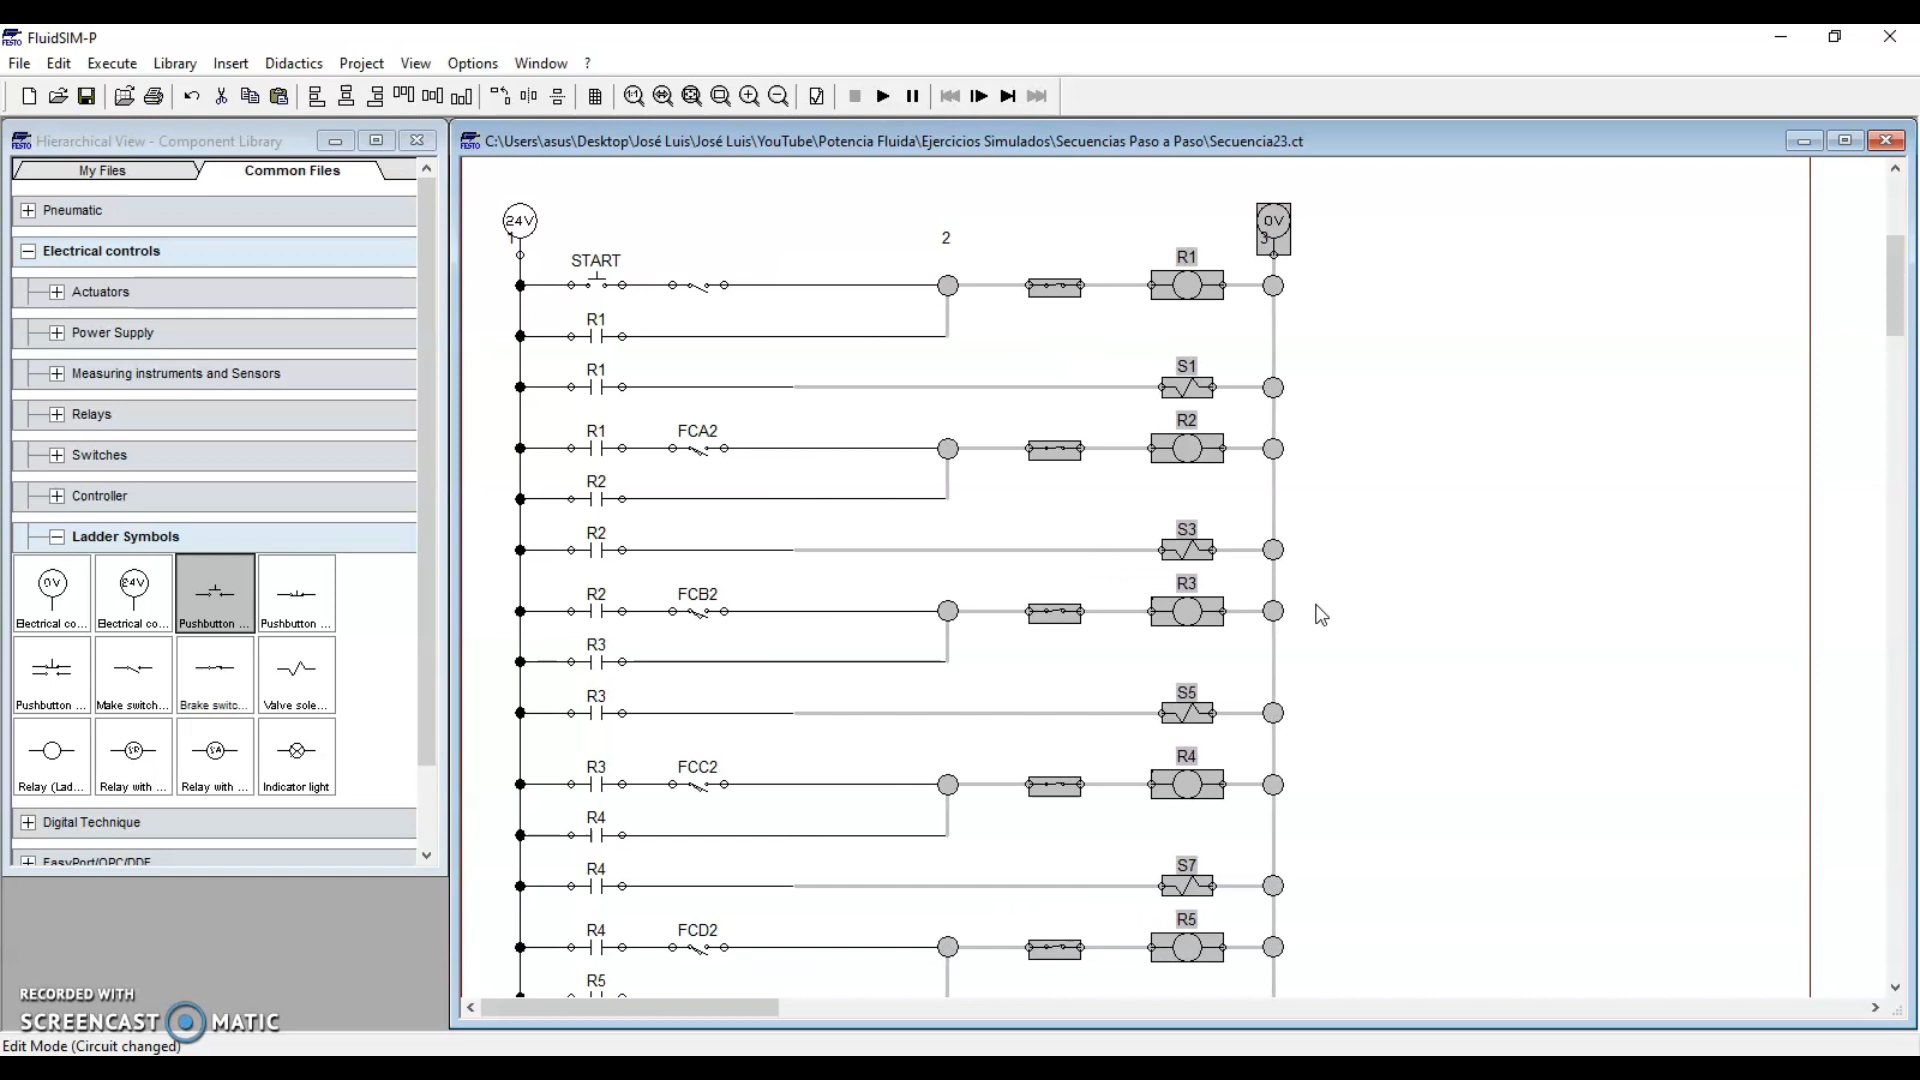 FESTO FluidSIM-P
File Edit Execute Library Insert Didactics Project View Options Window ?
FESTO Hierarchical View - Component Library
My Files Common Files
Pneumatic
Electrical controls
Actuators
Power Supply
Measuring instruments and Sensors
Relays
Switches
Controller
Ladder Symbols
0V 24V
Electrical co... Electrical co... Pushbutton ... Pushbutton ...
Pushbutton ... Make switch... Brake switc... Valve sole...
Relay (Lad... Relay with ... Relay with ... Indicator light
Digital Technique
EasyPort/OPC/DDE
FESTO C:\Users\asus\Desktop\José Luis\José Luis\YouTube\Potencia Fluida\Ejercicios Simulados\Secuencias Paso a Paso\Secuencia23.ct
24V 0V
1 2 3
START R1
R1
R1 S1
R1 FCA2 R2
R2
R2 S3
R2 FCB2 R3
R3
R3 S5
R3 FCC2 R4
R4
R4 S7
R4 FCD2 R5
R5
RECORDED WITH
SCREENCAST MATIC
Edit Mode (Circuit changed)